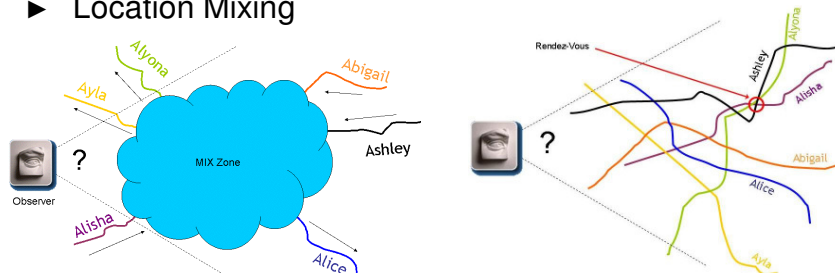 ► Location Mixing
Alyona
Abigail
Ayla
Ashley
MIX Zone
?
Observer
Alisha
Alice
Rendez-Vous
Alyona
Ashley
Alisha
?
Abigail
Alice
Ayla